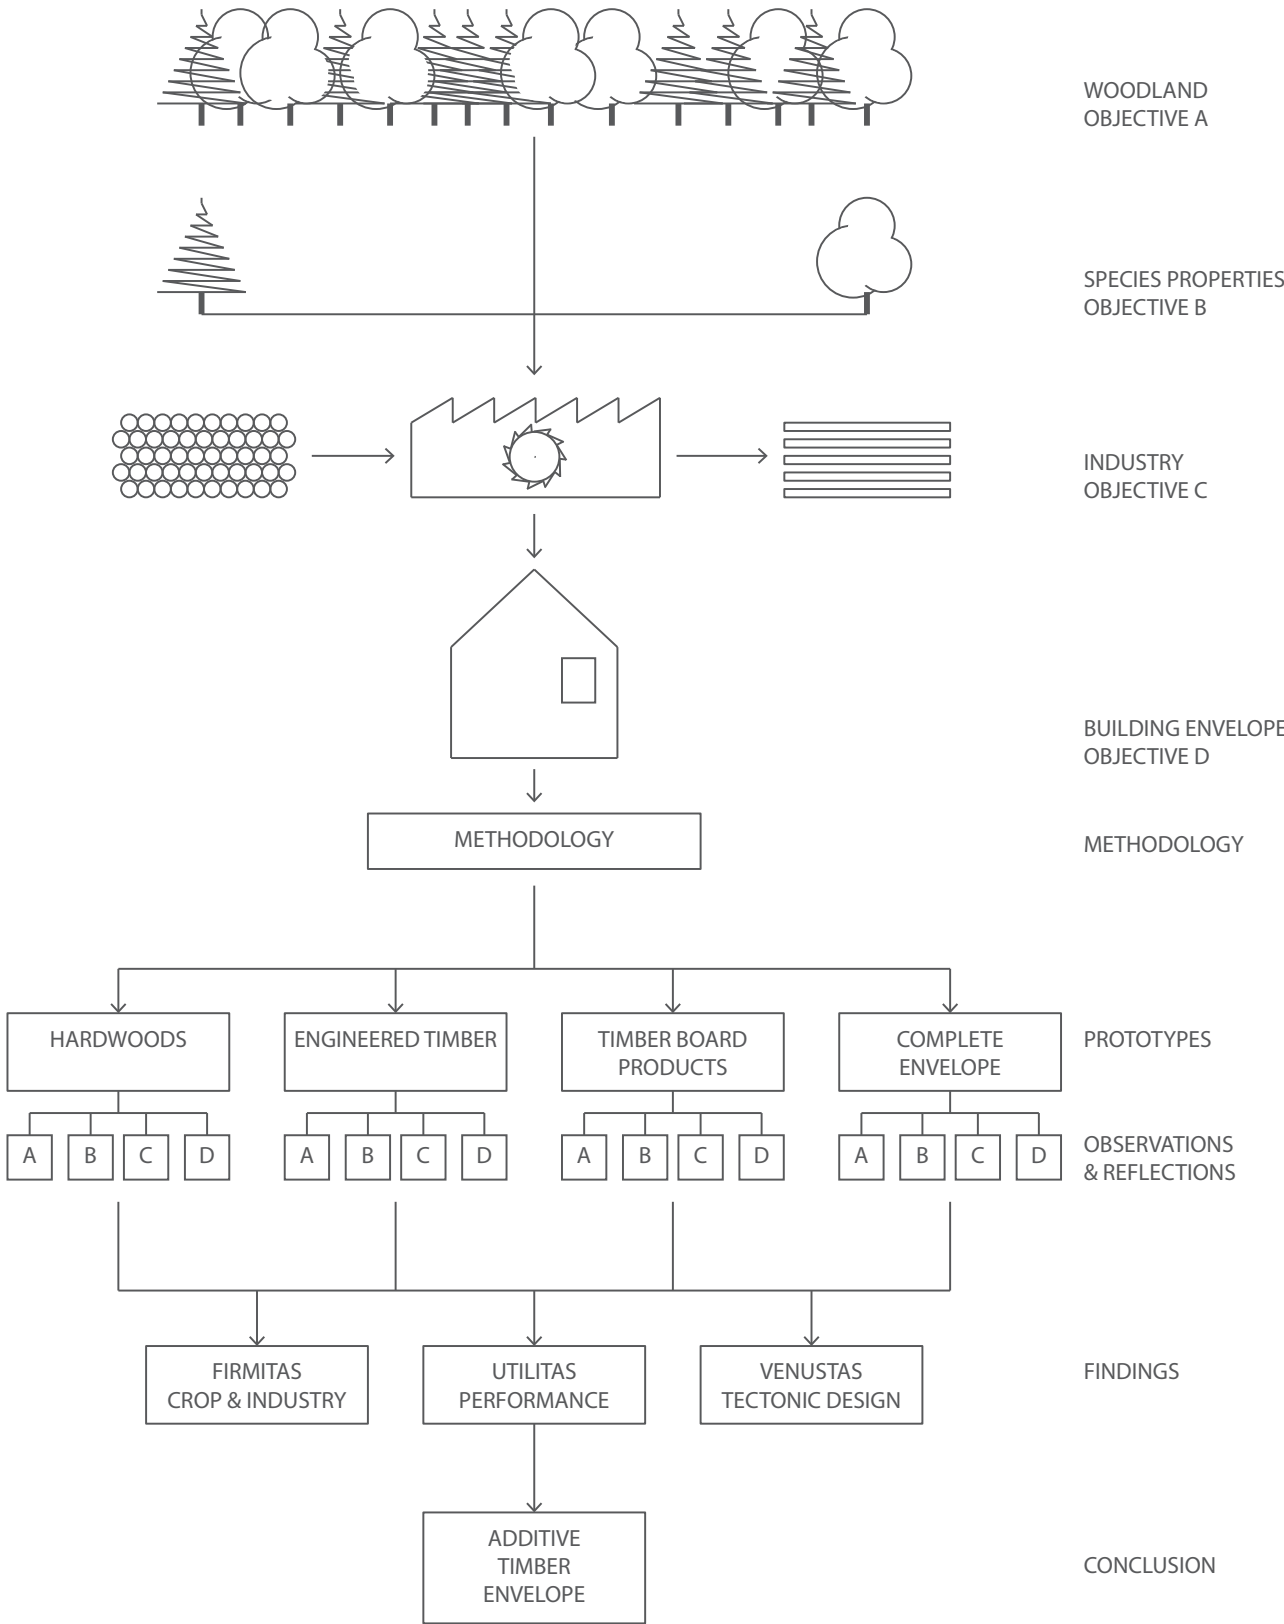 WOODLAND
OBJECTIVE A
SPECIES PROPERTIES
OBJECTIVE B
INDUSTRY
OBJECTIVE C
BUILDING ENVELOPE
OBJECTIVE D
METHODOLOGY
METHODOLOGY
HARDWOODS
ENGINEERED TIMBER
TIMBER BOARD
PRODUCTS
COMPLETE
ENVELOPE
PROTOTYPES
A B C D
A B C D
A B C D
A B C D
OBSERVATIONS
& REFLECTIONS
FIRMITAS
CROP & INDUSTRY
UTILITAS
PERFORMANCE
VENUSTAS
TECTONIC DESIGN
FINDINGS
ADDITIVE
TIMBER
ENVELOPE
CONCLUSION